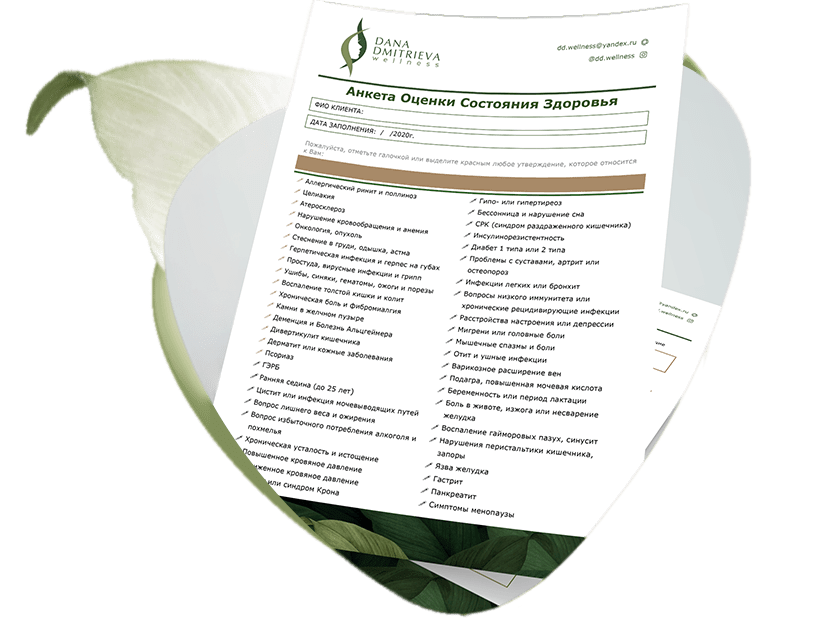 DANA
DMITRIEVA
wellness
dd.wellness@yandex.ru
@dd.wellness
Анкета Оценки Состояния Здоровья
ФИО КЛИЕНТА:
ДАТА ЗАПОЛНЕНИЯ: / /2020г.
Пожалуйста, отметьте галочкой или выделите красным любое утверждение, которое относится
к Вам:
Аллергический ринит и поллиноз
Целиакия
Атеросклероз
Нарушение кровообращения и анемия
Онкология, опухоль
Стеснение в груди, одышка, астма
Герпетическая инфекция и герпес на губах
Простуда, вирусные инфекции и грипп
Ушибы, синяки, гематомы, ожоги и порезы
Воспаление толстой кишки и колит
Хроническая боль и Фибромиалгия
Камни в желчном пузыре
Деменция и Болезнь Альцгеймера
Дивертикулит кишечника
Дерматит или кожные заболевания
Псориаз
ГЭРБ
Ранняя седина (до 25 лет)
Цистит или инфекция мочевыводящих путей
Вопрос лишнего веса и ожирения
Вопрос избыточного потребления алкоголя и
похмелья
Хроническая усталость и истощение
Повышенное кровяное давление
иженное кровяное давление
или синдром Крона
Гипо- или гипертиреоз
Бессонница и нарушение сна
СРК (синдром раздраженного кишечника)
Инсулинорезистентность
Диабет 1 типа или 2 типа
Проблемы с суставами, артрит или
остеопороз
Инфекции легких или бронхит
Вопросы низкого иммунитета или
хронические рецидивирующие инфекции
Расстройства настроения или депрессии
Мигрени или головные боли
Мышечные спазмы и боли
Отит и ушные инфекции
Варикозное расширение вен
Подагра, повышенная мочевая кислота
Беременность или период лактации
Боль в животе, изжога или несварение
желудка
Воспаление гайморовых пазух, синусит
Нарушения перистальтики кишечника,
запоры
Язва желудка
Гастрит
Панкреатит
Симптомы менопаузы
yandex.ru
wellness